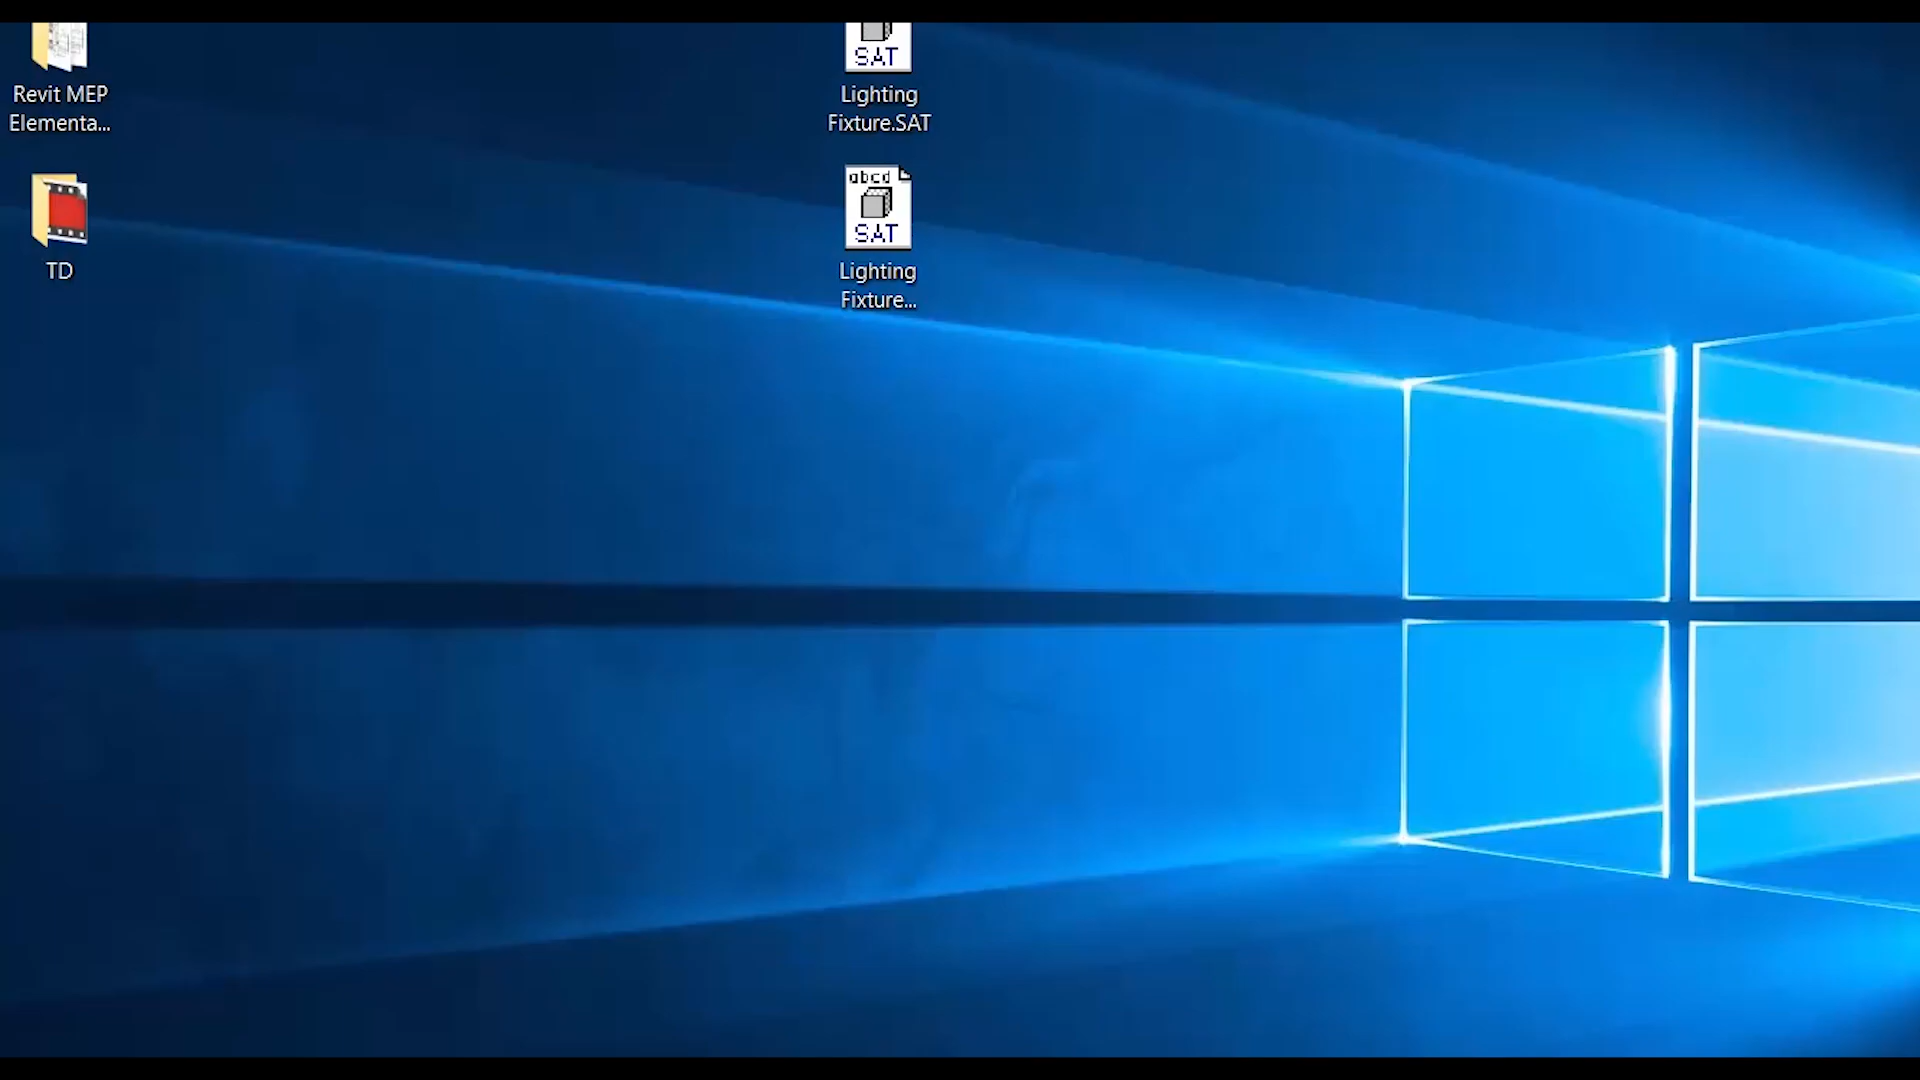 Revit MEP
Elementa...
TD
SAT
Lighting
Fixture.SAT
abcd
SAT
Lighting
Fixture...